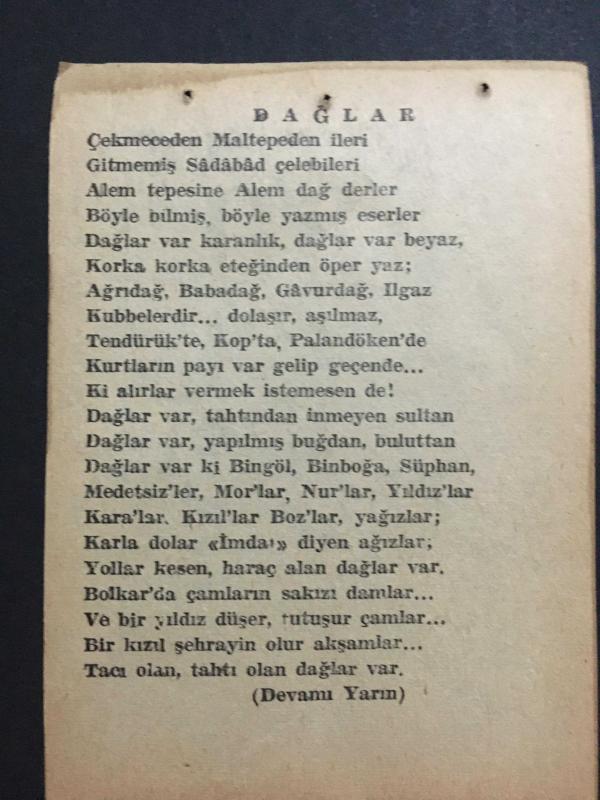 DAĞLAR
Çekmeceden Maltepeden ileri
Gitmemiş Sâdâbâd çelebileri
Alem tepesine Alem dağ derler
Böyle bilmiş, böyle yazmış eserler
Dağlar var karanlık, dağlar var beyaz,
Korka korka eteğinden öper yaz;
Ağrıdağ, Babadağ, Gâvurdağ, Ilgaz
Kubbelerdir... dolaşır, aşılmaz,
Tendürük'te, Kop'ta, Palandöken'de
Kurtların payı var gelip geçende...
Ki alırlar vermek istemesen de!
Dağlar var, tahtından inmeyen sultan
Dağlar var, yapılmış buğdan, buluttan
Dağlar var ki Bingöl, Binboğa, Süphan,
Medetsiz'ler, Mor'lar, Nur'lar, Yıldız'lar
Kara'lar. Kızıl'lar Boz'lar, yağızlar;
Karla dolar «İmdat» diyen ağızlar;
Yollar kesen, haraç alan dağlar var.
Bolkar'da çamların sakızı damlar...
Ve bir yıldız düşer, tutuşur çamlar...
Bir kızıl şehrayin olur akşamlar...
Tacı olan, tahtı olan dağlar var.
(Devamı Yarın)